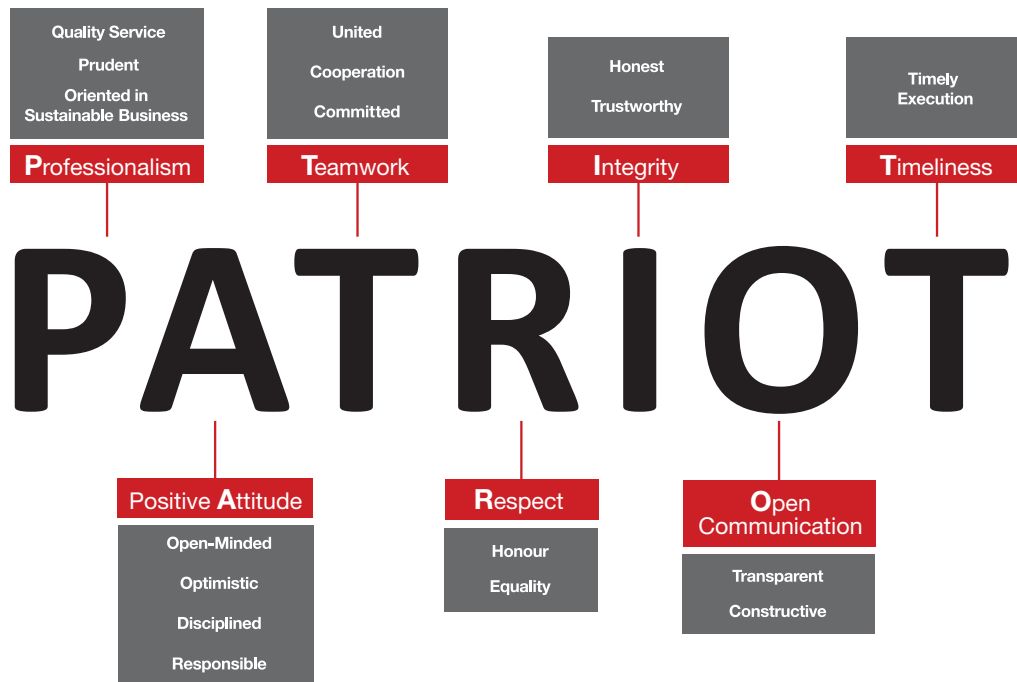 Quality Service
Prudent
Oriented in
Sustainable Business
Professionalism
United
Cooperation
Committed
Teamwork
Honest
Trustworthy
Integrity
Timely
Execution
Timeliness
PATRIOT
Positive Attitude
Open-Minded
Optimistic
Disciplined
Responsible
Respect
Honour
Equality
Open
Communication
Transparent
Constructive